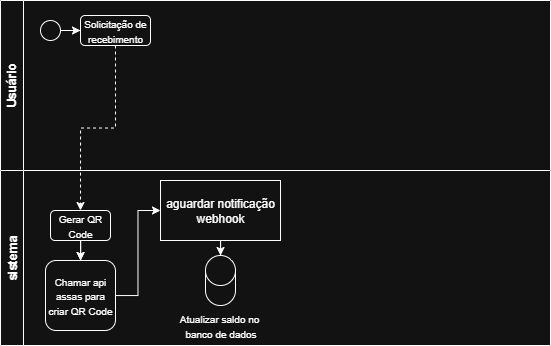 Usuário
Solicitação de
recebimento
sistema
Gerar QR
Code
Chamar api
assas para
criar QR Code
aguardar notificação
webhook
Atualizar saldo no
banco de dados